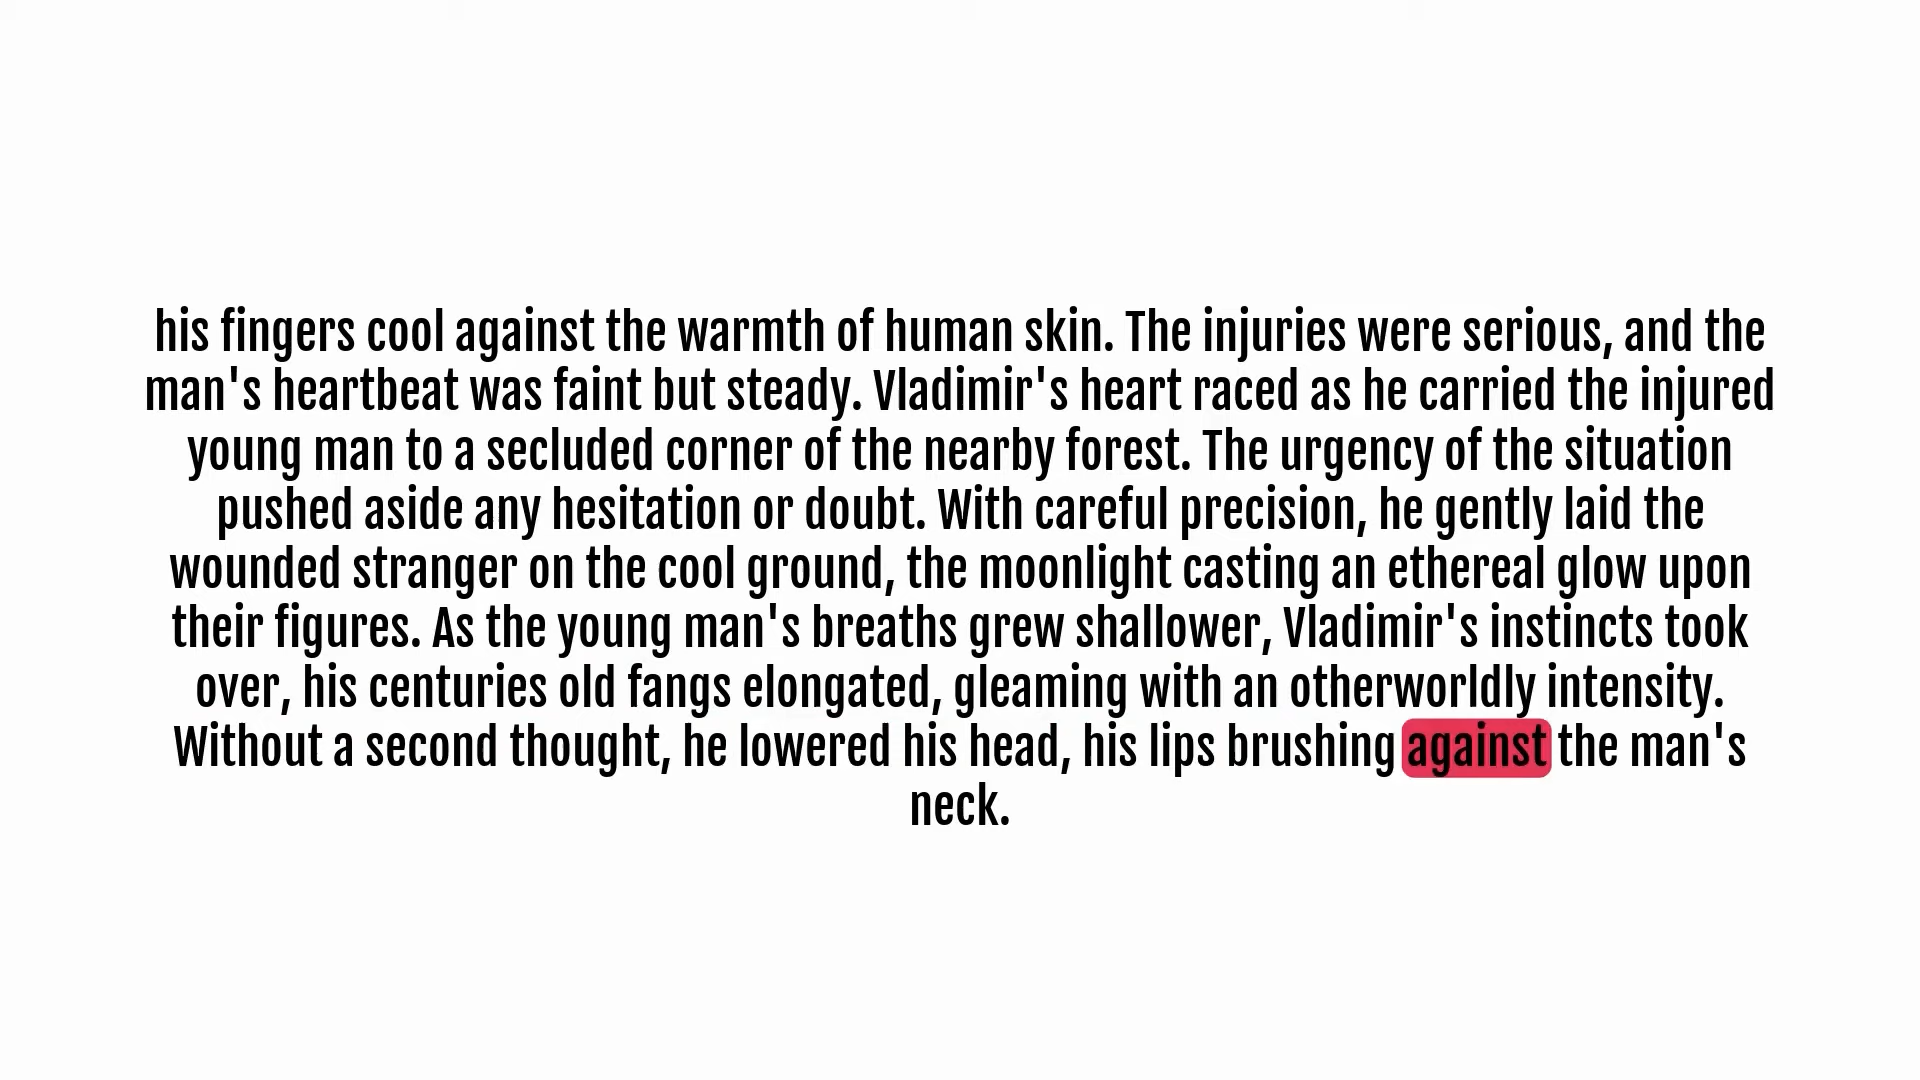 his fingers cool against the warmth of human skin. The injuries were serious, and the
man's heartbeat was faint but steady. Vladimir's heart raced as he carried the injured
young man to a secluded corner of the nearby forest. The urgency of the situation
pushed aside any hesitation or doubt. With careful precision, he gently laid the
wounded stranger on the cool ground, the moonlight casting an ethereal glow upon
their figures. As the young man's breaths grew shallower, Vladimir's instincts took
over, his centuries old fangs elongated, gleaming with an otherworldly intensity.
Without a second thought, he lowered his head, his lips brushing against the man's
neck.